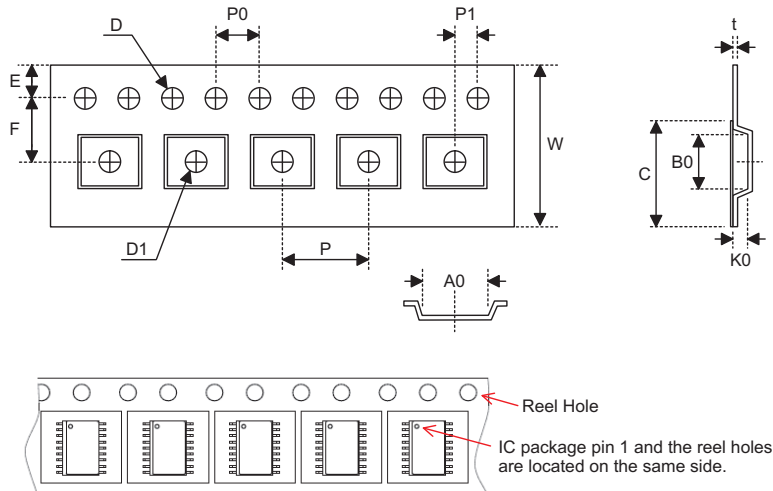 D
P0
P1
t
E
F
W
C
B0
D1
P
K0
A0
Reel Hole
IC package pin 1 and the reel holes
are located on the same side.